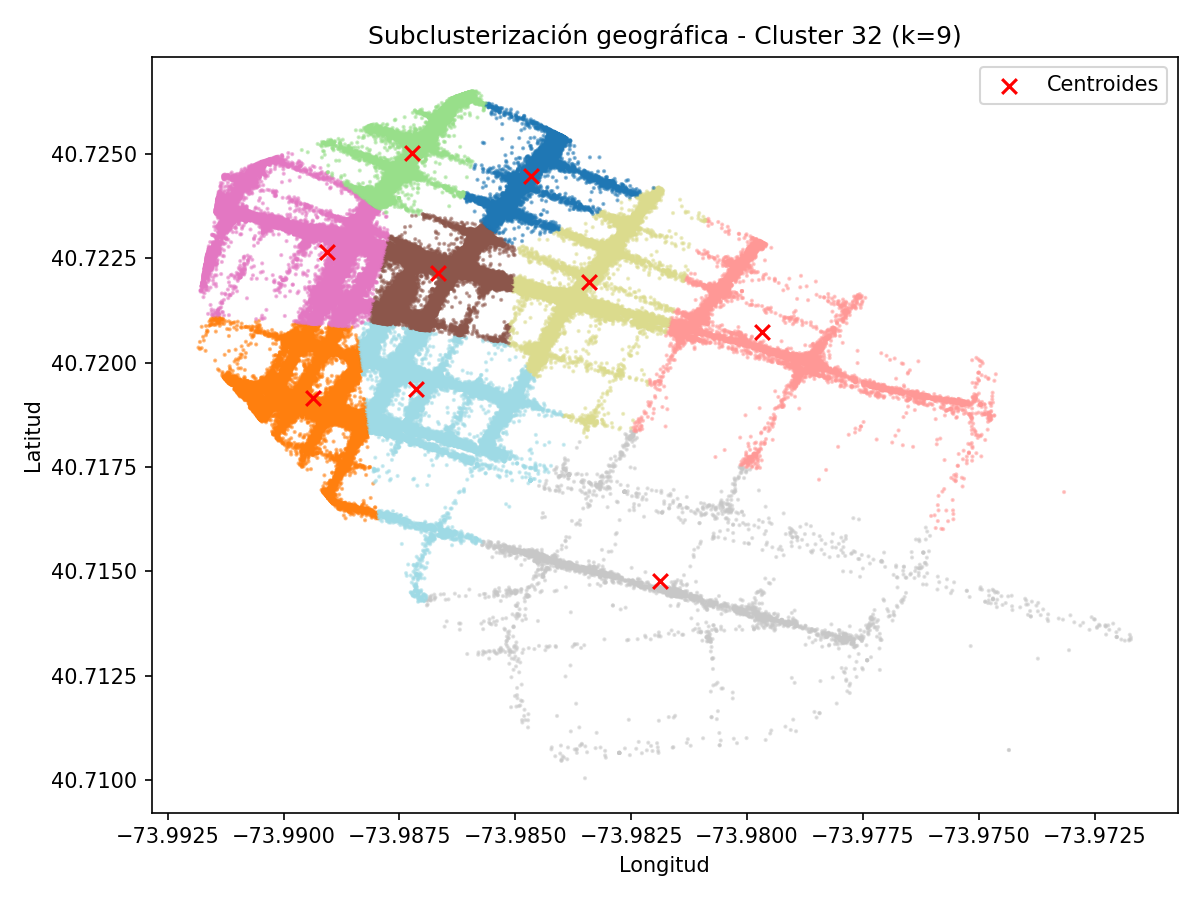 Subclusterización geográfica - Cluster 32 (k=9)
Centroides
40.7250
40.7225
40.7200
40.7175
40.7150
40.7125
40.7100
Latitud
−73.9925 −73.9900 −73.9875 −73.9850 −73.9825 −73.9800 −73.9775 −73.9750 −73.9725
Longitud